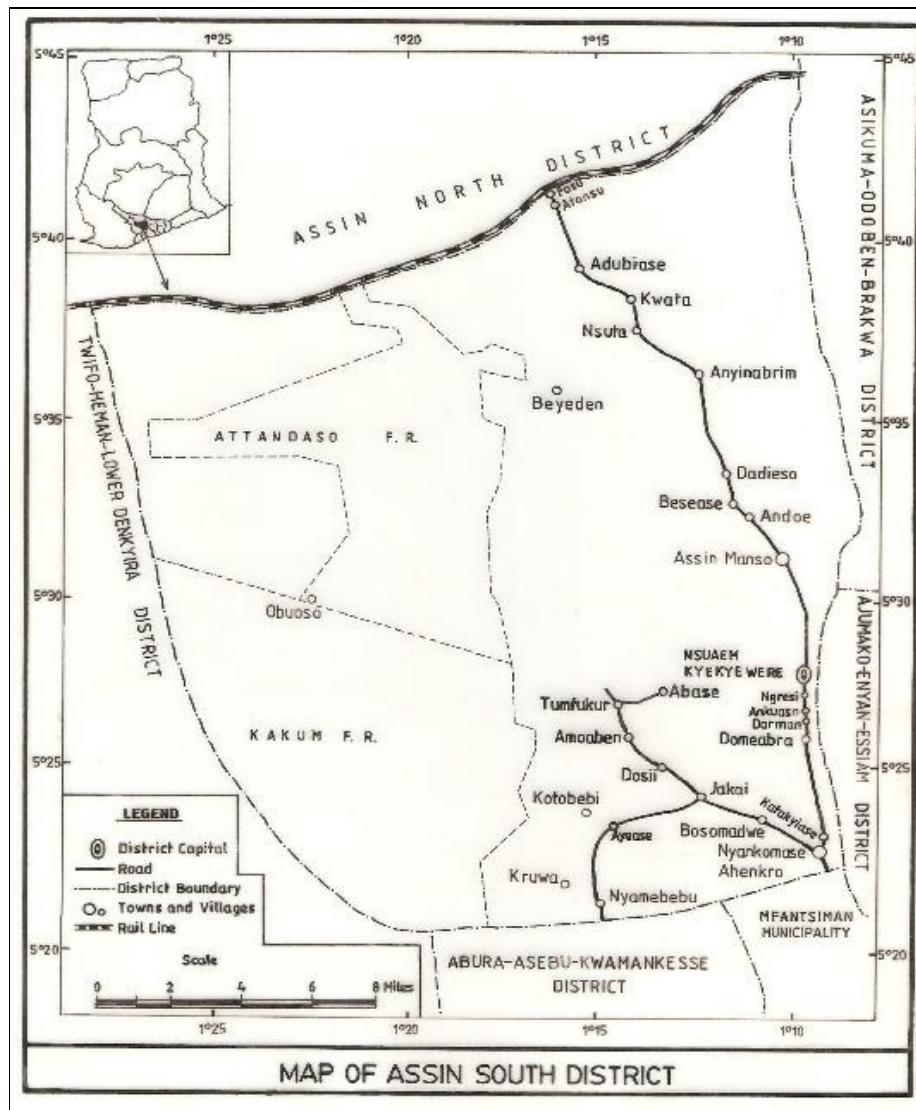 1°25 1°20 1°15 1°10
5°45 5°45
ASSIN NORTH DISTRICT
ASIKUMA-ODOBEN-BRAKWA DISTRICT
Fosu
Atonsu
5°40 5°40
Adubiase
Kwata
Nsuta
Anyinabrim
Beyeden
TWIFO-HEMAN-LOWER DENKYIRA DISTRICT
5°35 5°35
ATTANDASO F. R.
Dadieso
Besease
Andoe
Assin Manso
5°30 5°30
Obuoso
AJUMAKO-ENYAN-ESSIAM DISTRICT
NSUAEM
KYEKYEWERE
Abase
Ngresi
Tumfukur
Ankuasn
Darman
Amoaben
Domeabra
KAKUM F. R.
5°25 5°25
Dosii
Jakai
Kotobebi
Katakyiase
Ayease
Bosomadwe
Nyankomase
Ahenkro
Kruwa
Nyamebebu
LEGEND
District Capital
Road
District Boundary
Towns and Villages
Rail Line
Scale
0 2 4 6 8 Miles
5°20 5°20
MFANTSIMAN
MUNICIPALITY
ABURA-ASEBU-KWAMANKESSE
DISTRICT
1°25 1°20 1°15 1°10
MAP OF ASSIN SOUTH DISTRICT